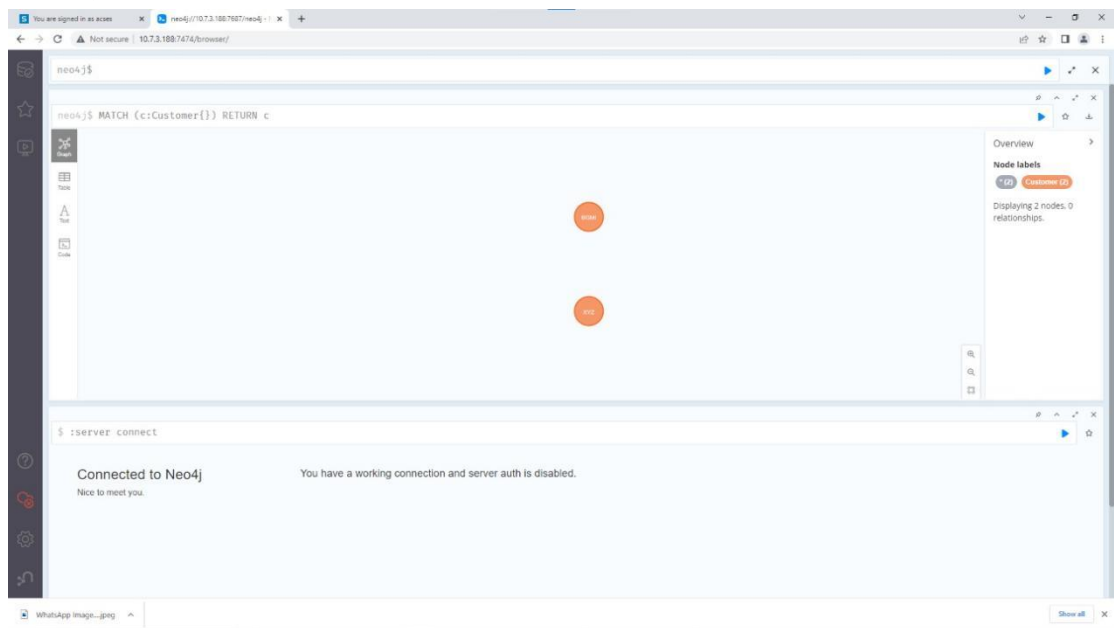 You are signed in as acses
neo4j://10.7.3.188:7687/neo4j -
Not secure | 10.7.3.188:7474/browser/
neo4j$
neo4j$ MATCH (c:Customer{}) RETURN c
Graph
Table
Text
Code
XYZ
Overview
Node labels
* (2) Customer (2)
Displaying 2 nodes, 0
relationships.
$ :server connect
Connected to Neo4j
Nice to meet you.
You have a working connection and server auth is disabled.
WhatsApp Image....jpeg
Show all